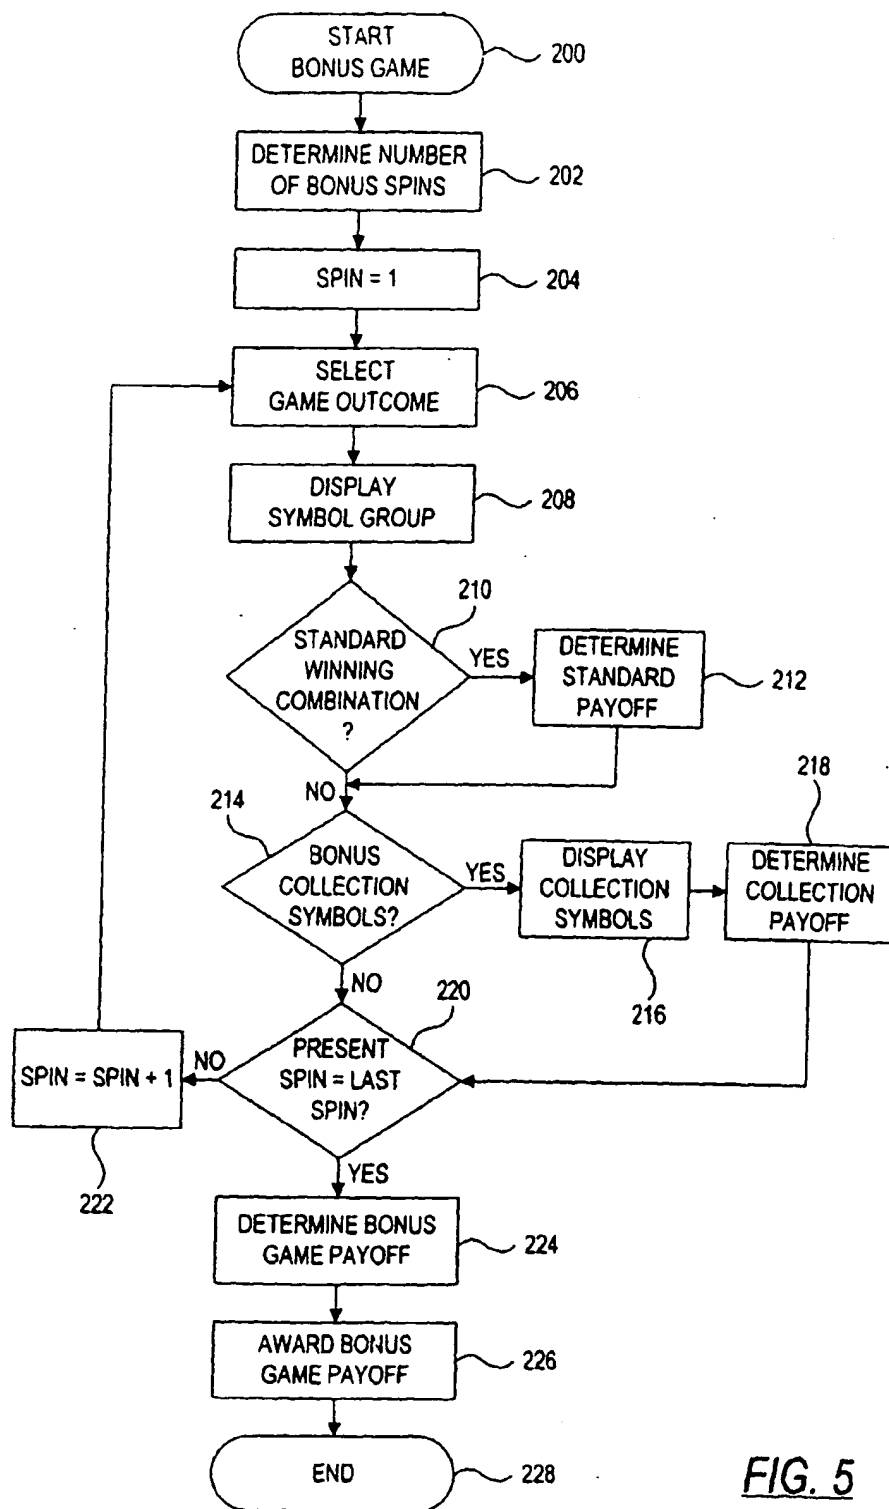 START
BONUS GAME
200
DETERMINE NUMBER
OF BONUS SPINS
202
SPIN = 1
204
SELECT
GAME OUTCOME
206
DISPLAY
SYMBOL GROUP
208
210
STANDARD
WINNING
COMBINATION
?
YES
DETERMINE
STANDARD
PAYOFF
212
NO
214
BONUS
COLLECTION
SYMBOLS?
YES
DISPLAY
COLLECTION
SYMBOLS
216
218
DETERMINE
COLLECTION
PAYOFF
NO
220
PRESENT
SPIN = LAST
SPIN?
NO
SPIN = SPIN + 1
222
YES
DETERMINE BONUS
GAME PAYOFF
224
AWARD BONUS
GAME PAYOFF
226
END
228
FIG. 5